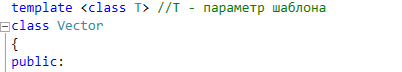 template <class T> //T - параметр шаблона
class Vector
{
public: